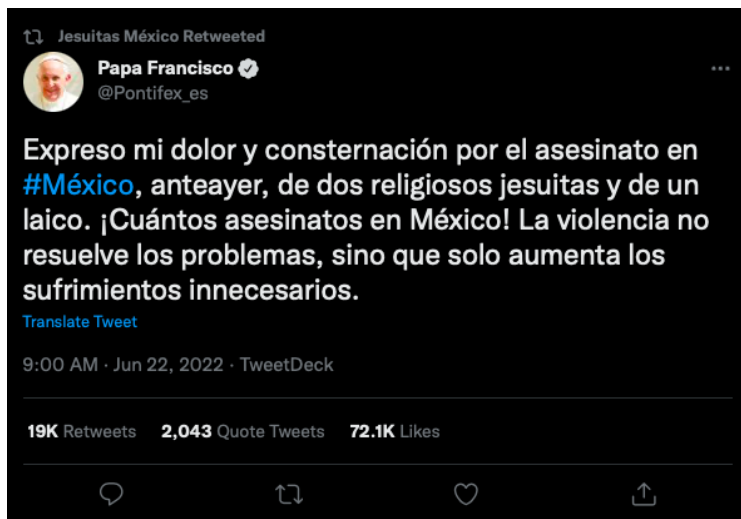 Jesuitas México Retweeted
Papa Francisco
@Pontifex_es
Expreso mi dolor y consternación por el asesinato en
#México, anteayer, de dos religiosos jesuitas y de un
laico. ¡Cuántos asesinatos en México! La violencia no
resuelve los problemas, sino que solo aumenta los
sufrimientos innecesarios.
Translate Tweet
9:00 AM · Jun 22, 2022 · TweetDeck
19K Retweets 2,043 Quote Tweets 72.1K Likes